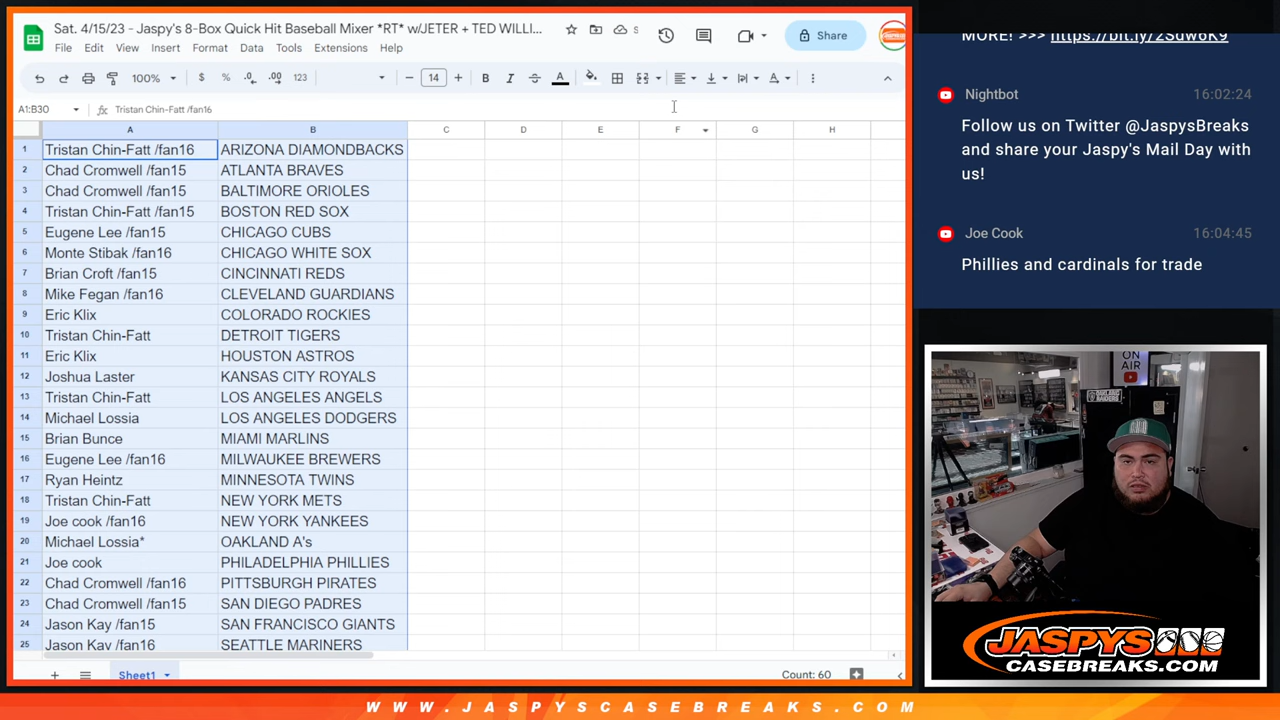 Sat. 4/15/23 - Jaspy's 8-Box Quick Hit Baseball Mixer *RT* w/JETER + TED WILLI...
S
Share
File Edit View Insert Format Data Tools Extensions Help
100% $ % .0 .00 123 14 B I A
A1:B30 fx Tristan Chin-Fatt /fan16
A B C D E F G H
1 Tristan Chin-Fatt /fan16 ARIZONA DIAMONDBACKS
2 Chad Cromwell /fan15 ATLANTA BRAVES
3 Chad Cromwell /fan15 BALTIMORE ORIOLES
4 Tristan Chin-Fatt /fan15 BOSTON RED SOX
5 Eugene Lee /fan15 CHICAGO CUBS
6 Monte Stibak /fan16 CHICAGO WHITE SOX
7 Brian Croft /fan15 CINCINNATI REDS
8 Mike Fegan /fan16 CLEVELAND GUARDIANS
9 Eric Klix COLORADO ROCKIES
10 Tristan Chin-Fatt DETROIT TIGERS
11 Eric Klix HOUSTON ASTROS
12 Joshua Laster KANSAS CITY ROYALS
13 Tristan Chin-Fatt LOS ANGELES ANGELS
14 Michael Lossia LOS ANGELES DODGERS
15 Brian Bunce MIAMI MARLINS
16 Eugene Lee /fan16 MILWAUKEE BREWERS
17 Ryan Heintz MINNESOTA TWINS
18 Tristan Chin-Fatt NEW YORK METS
19 Joe cook /fan16 NEW YORK YANKEES
20 Michael Lossia* OAKLAND A's
21 Joe cook PHILADELPHIA PHILLIES
22 Chad Cromwell /fan16 PITTSBURGH PIRATES
23 Chad Cromwell /fan15 SAN DIEGO PADRES
24 Jason Kay /fan15 SAN FRANCISCO GIANTS
25 Jason Kay /fan16 SEATTLE MARINERS
Sheet1
Count: 60
MORE! >>> https://bit.ly/2Sdw6K9
Nightbot 16:02:24
Follow us on Twitter @JaspysBreaks
and share your Jaspy's Mail Day with
us!
Joe Cook 16:04:45
Phillies and cardinals for trade
ON
AIR
JASPYS
CASEBREAKS.COM
WWW.JASPYSCASEBREAKS.COM